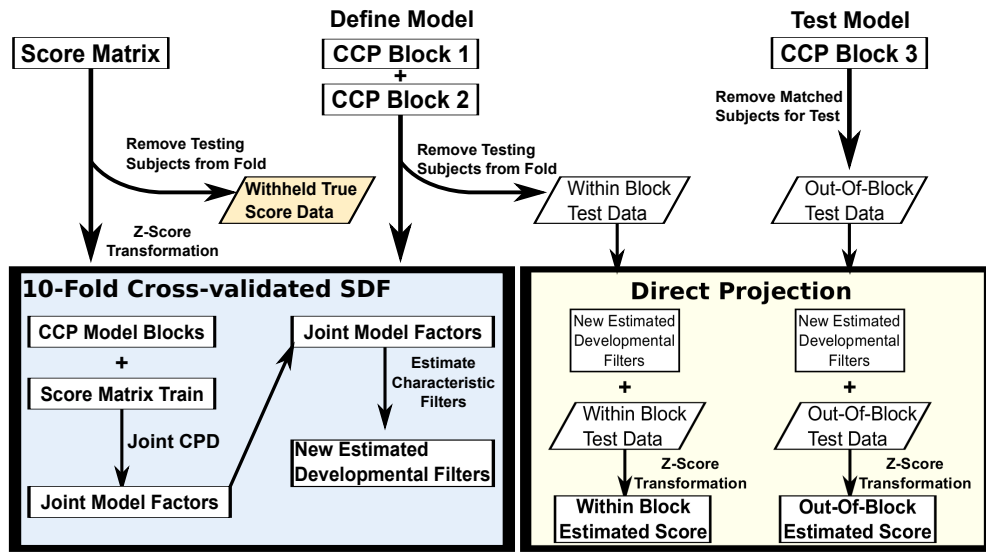 Define Model
Test Model
Score Matrix
CCP Block 1
+
CCP Block 2
CCP Block 3
Remove Matched
Subjects for Test
Remove Testing
Subjects from Fold
Remove Testing
Subjects from Fold
Withheld True
Score Data
Within Block
Test Data
Out-Of-Block
Test Data
Z-Score
Transformation
10-Fold Cross-validated SDF
CCP Model Blocks
+
Score Matrix Train
Joint CPD
Joint Model Factors
Joint Model Factors
Estimate
Characteristic
Filters
New Estimated
Developmental Filters
Direct Projection
New Estimated
Developmental
Filters
+
Within Block
Test Data
Z-Score
Transformation
Within Block
Estimated Score
New Estimated
Developmental
Filters
+
Out-Of-Block
Test Data
Z-Score
Transformation
Out-Of-Block
Estimated Score